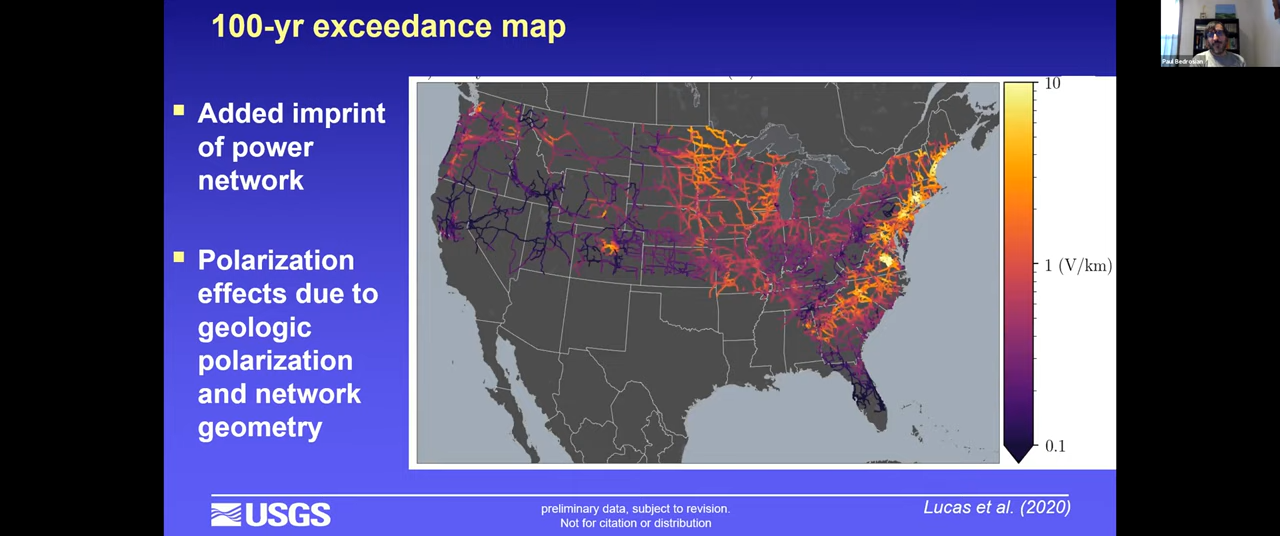 100-yr exceedance map
▪ Added imprint
of power
network
▪ Polarization
effects due to
geologic
polarization
and network
geometry
10
1 (V/km)
0.1
USGS
preliminary data, subject to revision.
Not for citation or distribution
Lucas et al. (2020)
Paul Bedrosian